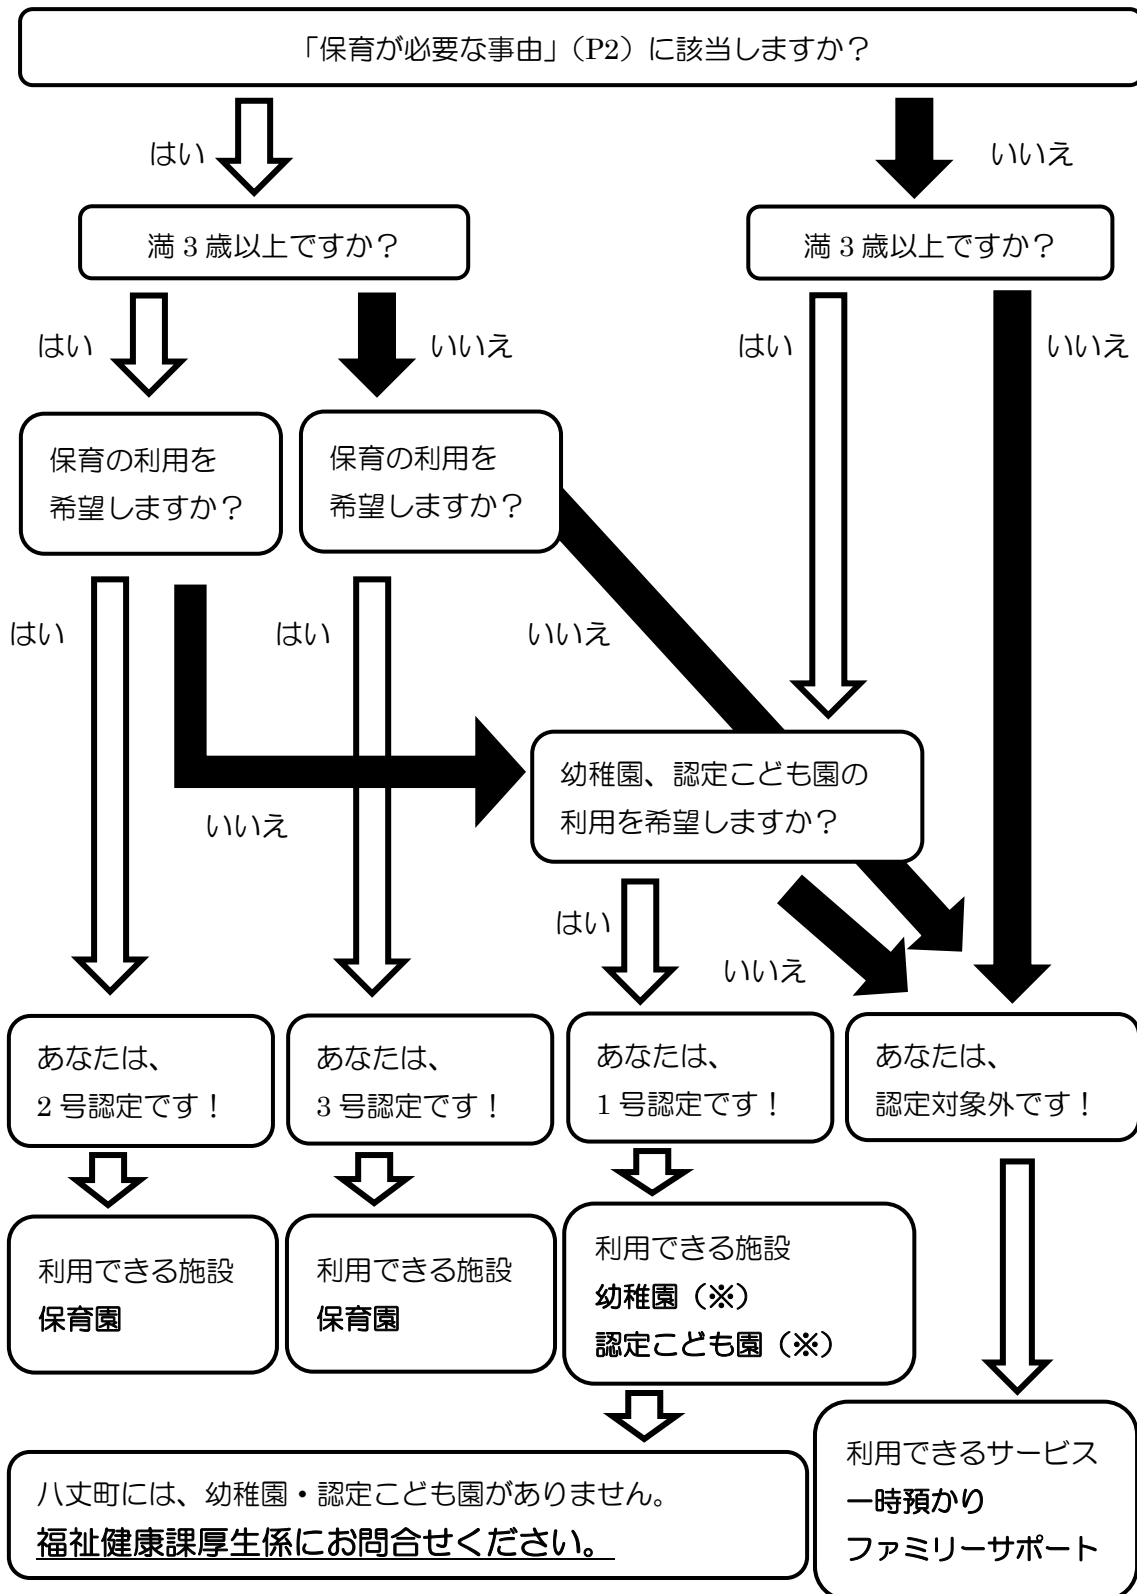 「保育が必要な事由」（P2）に該当しますか？
はい
いいえ
満 3 歳以上ですか？
満 3 歳以上ですか？
はい
いいえ
はい
いいえ
保育の利用を
希望しますか？
保育の利用を
希望しますか？
はい
はい
いいえ
幼稚園、認定こども園の
利用を希望しますか？
いいえ
はい
いいえ
あなたは、
2 号認定です！
あなたは、
3 号認定です！
あなたは、
1 号認定です！
あなたは、
認定対象外です！
利用できる施設
保育園
利用できる施設
保育園
利用できる施設
幼稚園（※）
認定こども園（※）
利用できるサービス
一時預かり
ファミリーサポート
八丈町には、幼稚園・認定こども園がありません。
福祉健康課厚生係にお問合せください。